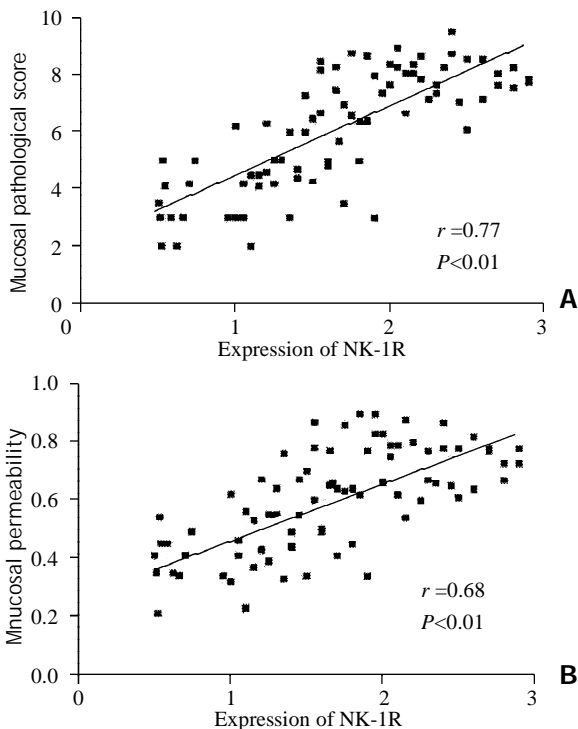 10
8
6
4
2
0
Mucosal pathological score
r =0.77
P<0.01
A
0 1 2 3
Expression of NK-1R
1.0
0.8
0.6
0.4
0.2
0.0
Mnucosal permeability
r =0.68
P<0.01
B
0 1 2 3
Expression of NK-1R